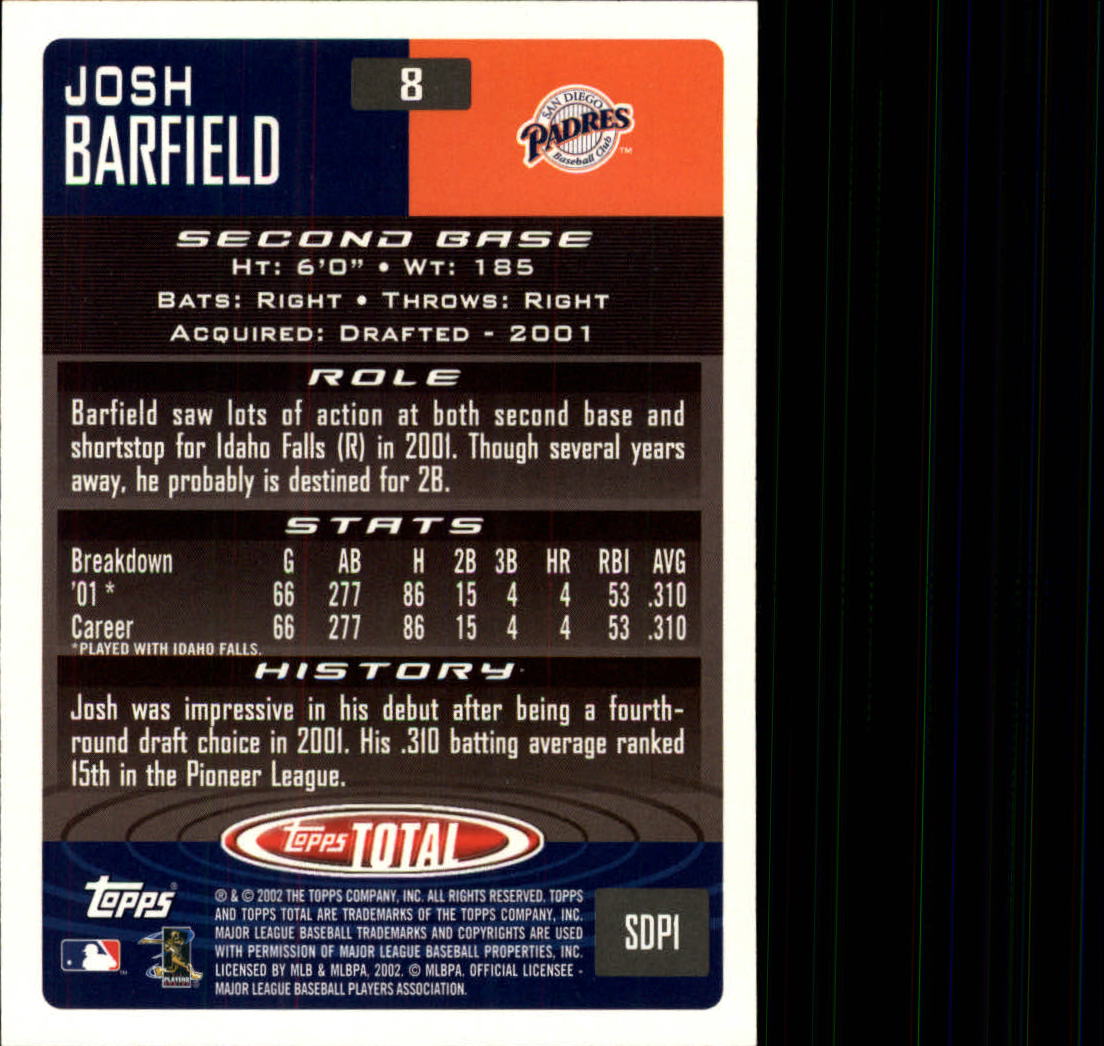 JOSH
BARFIELD
8
SAN DIEGO
PADRES
Baseball Club
TM
SECOND BASE
HT: 6'0" • WT: 185
BATS: RIGHT • THROWS: RIGHT
ACQUIRED: DRAFTED - 2001
ROLE
Barfield saw lots of action at both second base and
shortstop for Idaho Falls (R) in 2001. Though several years
away, he probably is destined for 2B.
STATS
Breakdown G AB H 2B 3B HR RBI AVG
'01 * 66 277 86 15 4 4 53 .310
Career 66 277 86 15 4 4 53 .310
*PLAYED WITH IDAHO FALLS.
HISTORY
Josh was impressive in his debut after being a fourth-
round draft choice in 2001. His .310 batting average ranked
15th in the Pioneer League.
topps TOTAL
topps®
® & © 2002 THE TOPPS COMPANY, INC. ALL RIGHTS RESERVED. TOPPS
AND TOPPS TOTAL ARE TRADEMARKS OF THE TOPPS COMPANY, INC.
MAJOR LEAGUE BASEBALL TRADEMARKS AND COPYRIGHTS ARE USED
WITH PERMISSION OF MAJOR LEAGUE BASEBALL PROPERTIES, INC.
LICENSED BY MLB & MLBPA, 2002. © MLBPA. OFFICIAL LICENSEE -
MAJOR LEAGUE BASEBALL PLAYERS ASSOCIATION.
PLAYERS
SDP1